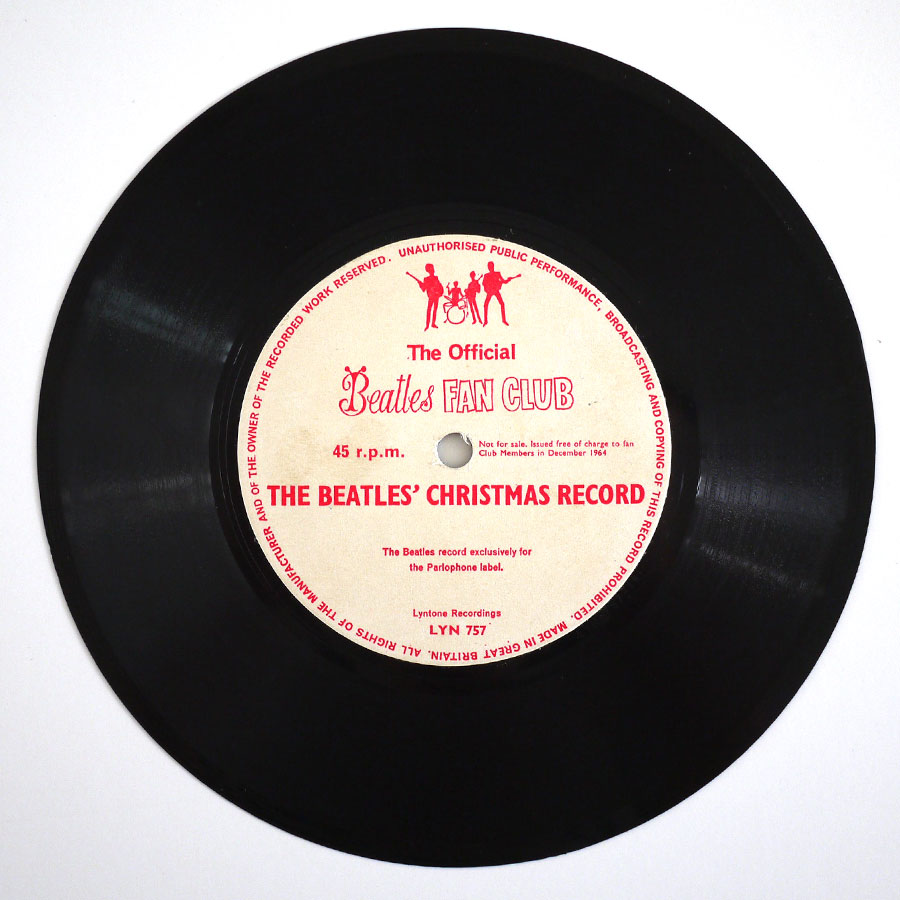 UNAUTHORISED PUBLIC PERFORMANCE, BROADCASTING AND COPYING OF THIS RECORD PROHIBITED. MADE IN GREAT BRITAIN. ALL RIGHTS OF THE MANUFACTURER AND OF THE OWNER OF THE RECORDED WORK RESERVED.
The Official
Beatles FAN CLUB
45 r.p.m.
Not for sale. Issued free of charge to fan
Club Members in December 1964
THE BEATLES' CHRISTMAS RECORD
The Beatles record exclusively for
the Parlophone label.
Lyntone Recordings
LYN 757